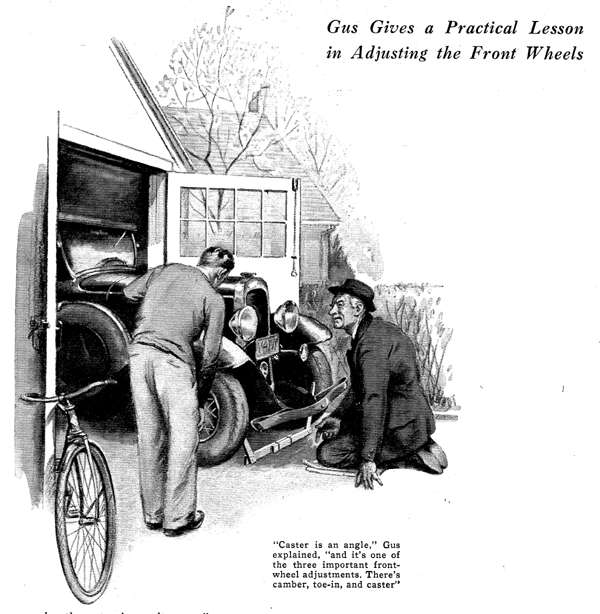 Gus Gives a Practical Lesson
in Adjusting the Front Wheels
"Caster is an angle," Gus
explained, "and it's one of
the three important front-
wheel adjustments. There's
camber, toe-in, and caster"